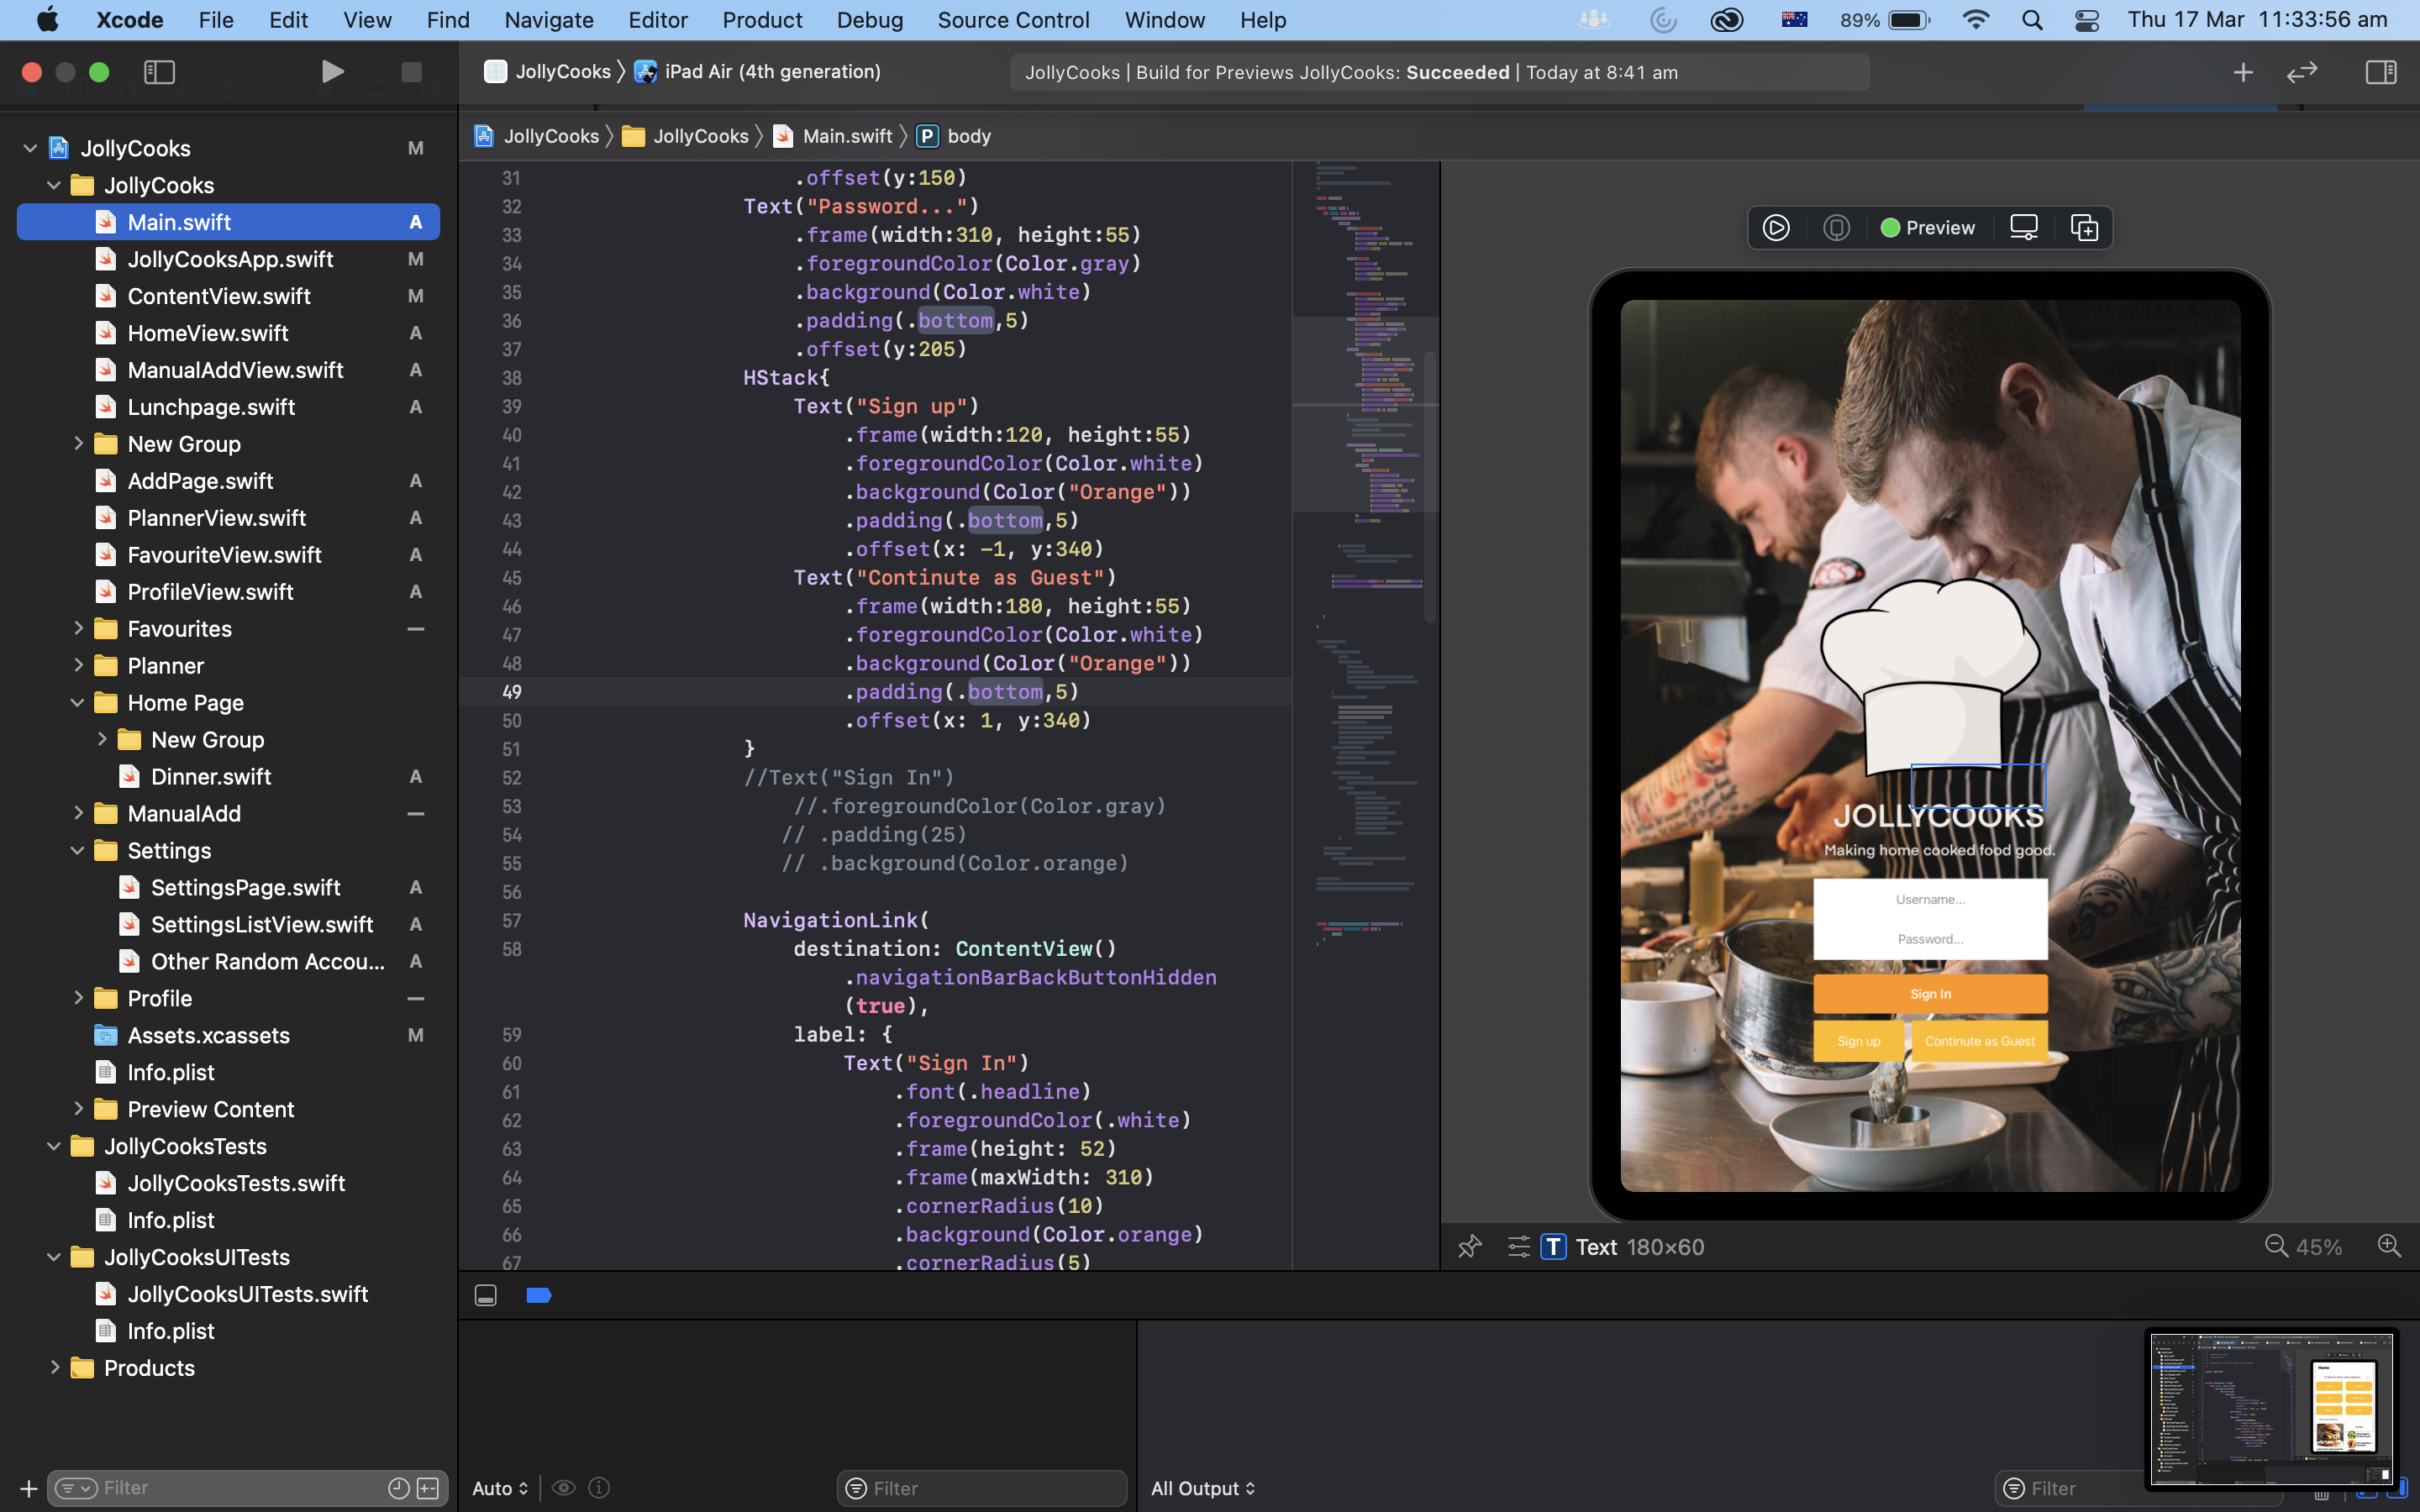 Xcode File Edit View Find Navigate Editor Product Debug Source Control Window Help 89% Thu 17 Mar 11:33:56 am
JollyCooks iPad Air (4th generation) JollyCooks | Build for Previews JollyCooks: Succeeded | Today at 8:41 am
JollyCooks M
JollyCooks
Main.swift A
JollyCooksApp.swift M
ContentView.swift M
HomeView.swift A
ManualAddView.swift A
Lunchpage.swift A
New Group
AddPage.swift A
PlannerView.swift A
FavouriteView.swift A
ProfileView.swift A
Favourites
Planner
Home Page
New Group
Dinner.swift A
ManualAdd
Settings
SettingsPage.swift A
SettingsListView.swift A
Other Random Accou... A
Profile
Assets.xcassets M
Info.plist
Preview Content
JollyCooksTests
JollyCooksTests.swift
Info.plist
JollyCooksUITests
JollyCooksUITests.swift
Info.plist
Products
Filter
JollyCooks JollyCooks Main.swift P body
31 .offset(y:150)
32 Text("Password...")
33 .frame(width:310, height:55)
34 .foregroundColor(Color.gray)
35 .background(Color.white)
36 .padding(.bottom,5)
37 .offset(y:205)
38 HStack{
39 Text("Sign up")
40 .frame(width:120, height:55)
41 .foregroundColor(Color.white)
42 .background(Color("Orange"))
43 .padding(.bottom,5)
44 .offset(x: -1, y:340)
45 Text("Continute as Guest")
46 .frame(width:180, height:55)
47 .foregroundColor(Color.white)
48 .background(Color("Orange"))
49 .padding(.bottom,5)
50 .offset(x: 1, y:340)
51 }
52 //Text("Sign In")
53 //.foregroundColor(Color.gray)
54 // .padding(25)
55 // .background(Color.orange)
56
57 NavigationLink(
58 destination: ContentView()
.navigationBarBackButtonHidden
(true),
59 label: {
60 Text("Sign In")
61 .font(.headline)
62 .foregroundColor(.white)
63 .frame(height: 52)
64 .frame(maxWidth: 310)
65 .cornerRadius(10)
66 .background(Color.orange)
67 .cornerRadius(5)
Preview
JOLLYCOOKS
Making home cooked food good.
Username...
Password...
Sign In
Sign up Continute as Guest
T Text 180×60 45%
Auto Filter
All Output Filter